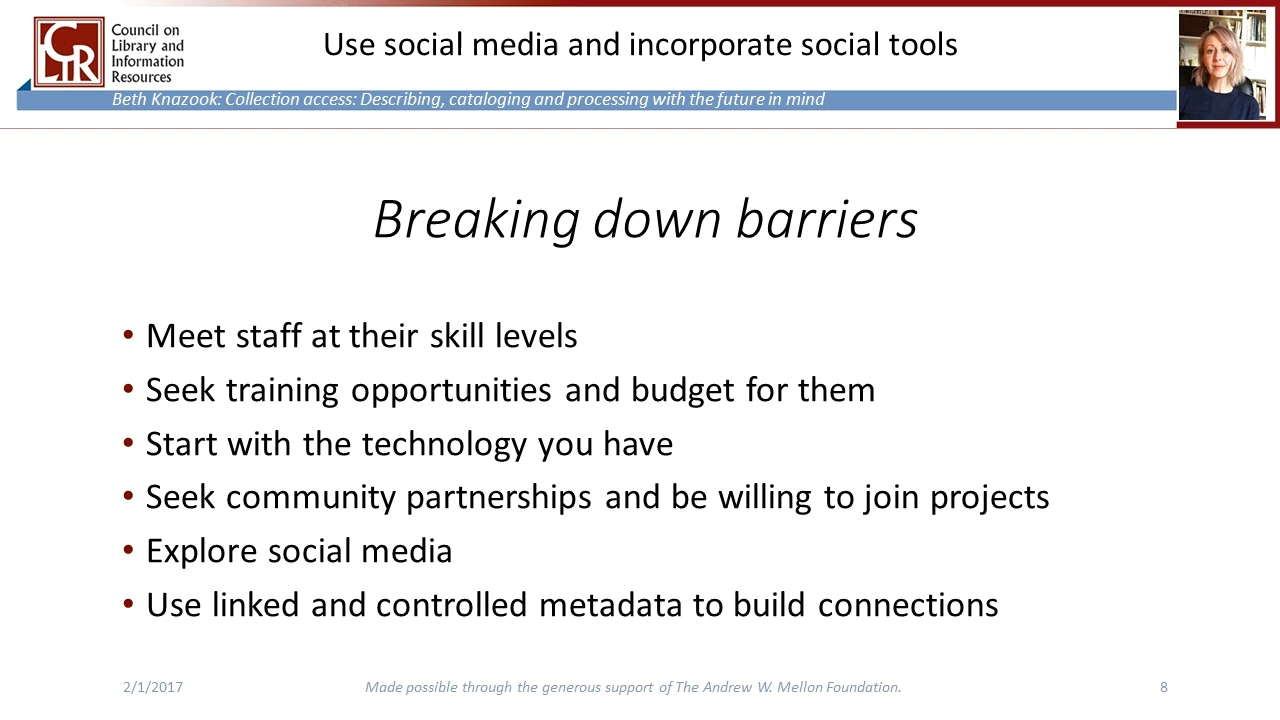 CLIR
Council on
Library and
Information
Resources
Use social media and incorporate social tools
Beth Knazook: Collection access: Describing, cataloging and processing with the future in mind
Breaking down barriers
• Meet staff at their skill levels
• Seek training opportunities and budget for them
• Start with the technology you have
• Seek community partnerships and be willing to join projects
• Explore social media
• Use linked and controlled metadata to build connections
2/1/2017
Made possible through the generous support of The Andrew W. Mellon Foundation.
8